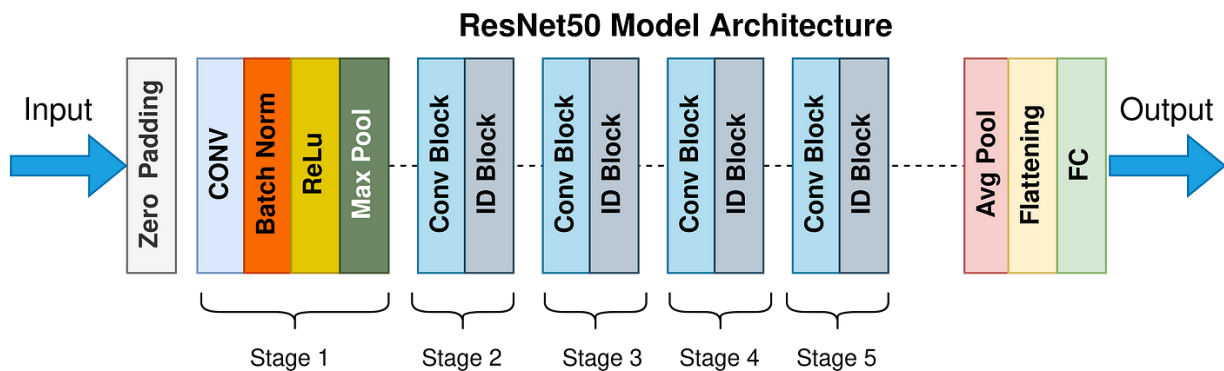 ResNet50 Model Architecture
Input
Zero Padding
CONV
Batch Norm
ReLu
Max Pool
Conv Block
ID Block
Conv Block
ID Block
Conv Block
ID Block
Conv Block
ID Block
Avg Pool
Flattening
FC
Output
Stage 1
Stage 2
Stage 3
Stage 4
Stage 5